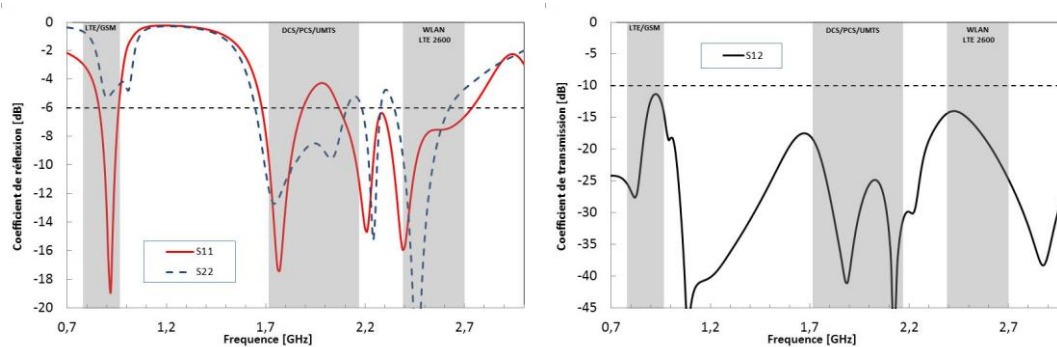 LTE/GSM
DCS/PCS/UMTS
WLAN
LTE 2600
0
-2
-4
-6
-8
-10
-12
-14
-16
-18
-20
Coefficient de réflexion [dB]
S11
S22
0,7
1,2
1,7
2,2
2,7
Frequence [GHz]
LTE/GSM
DCS/PCS/UMTS
WLAN
LTE 2600
S12
0
-5
-10
-15
-20
-25
-30
-35
-40
-45
Coefficient de transmission [dB]
0,7
1,2
1,7
2,2
2,7
Frequence [GHz]